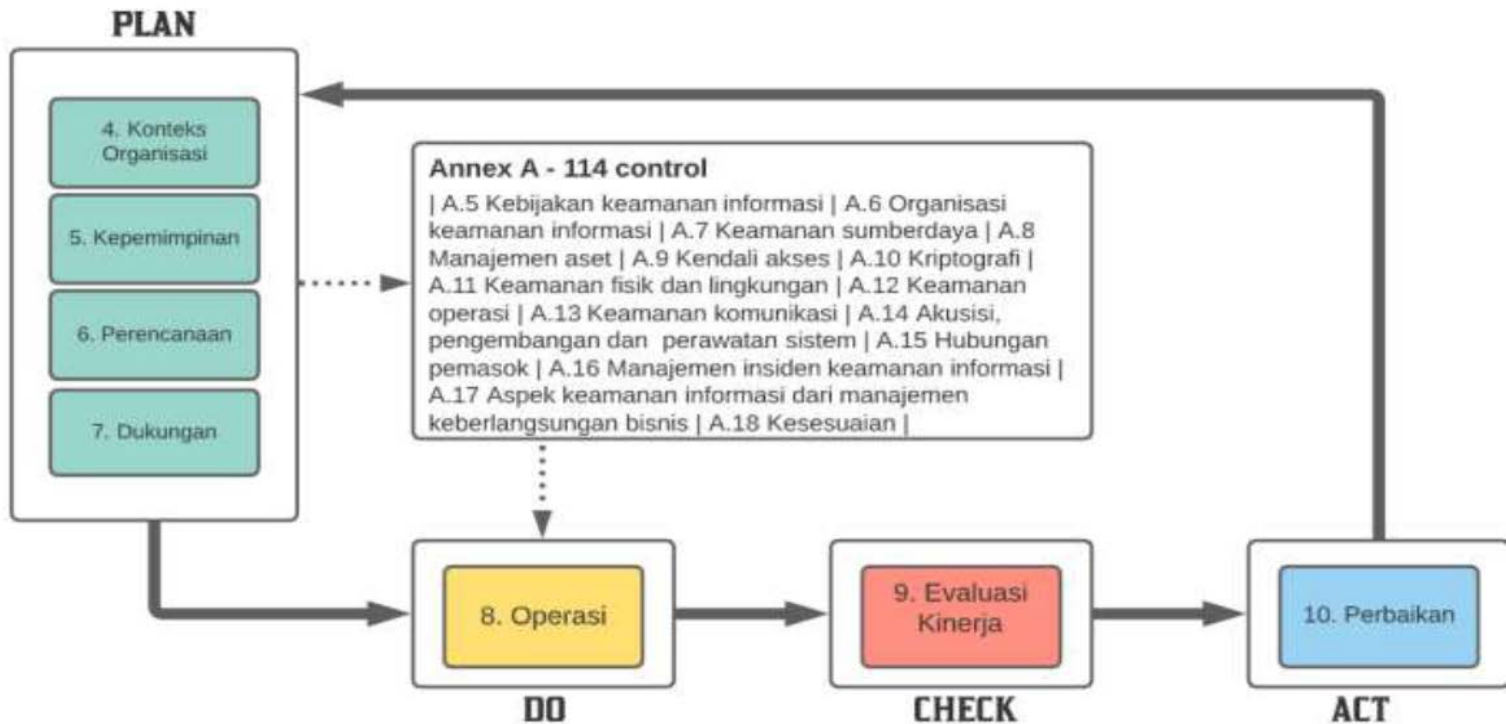 PLAN
4. Konteks
Organisasi
5. Kepemimpinan
6. Perencanaan
7. Dukungan
Annex A - 114 control
| A.5 Kebijakan keamanan informasi | A.6 Organisasi
keamanan informasi | A.7 Keamanan sumberdaya | A.8
Manajemen aset | A.9 Kendali akses | A.10 Kriptografi |
A.11 Keamanan fisik dan lingkungan | A.12 Keamanan
operasi | A.13 Keamanan komunikasi | A.14 Akusisi,
pengembangan dan perawatan sistem | A.15 Hubungan
pemasok | A.16 Manajemen insiden keamanan informasi |
A.17 Aspek keamanan informasi dari manajemen
keberlangsungan bisnis | A.18 Kesesuaian |
8. Operasi
DO
9. Evaluasi
Kinerja
CHECK
10. Perbaikan
ACT